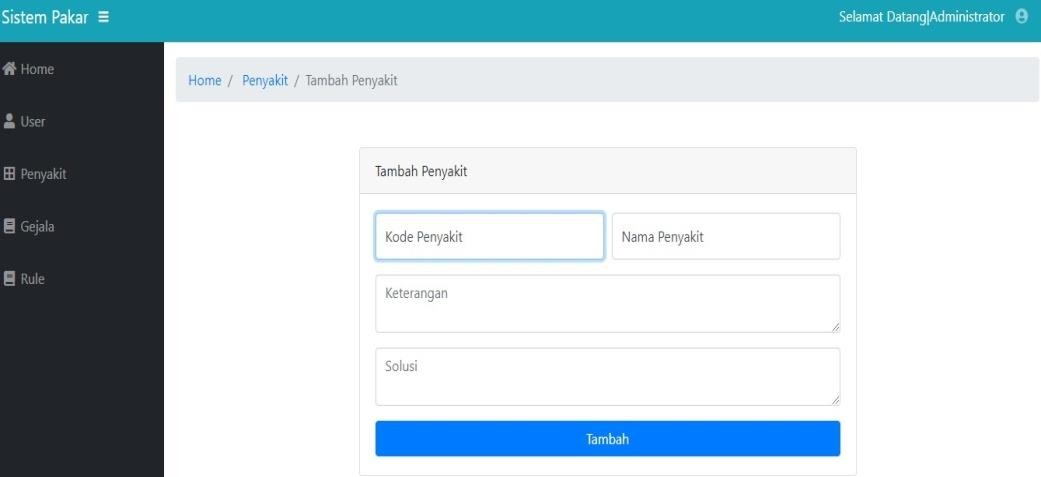 Sistem Pakar
Selamat Datang|Administrator
Home
User
Penyakit
Gejala
Rule
Home / Penyakit / Tambah Penyakit
Tambah Penyakit
Kode Penyakit
Nama Penyakit
Keterangan
Solusi
Tambah